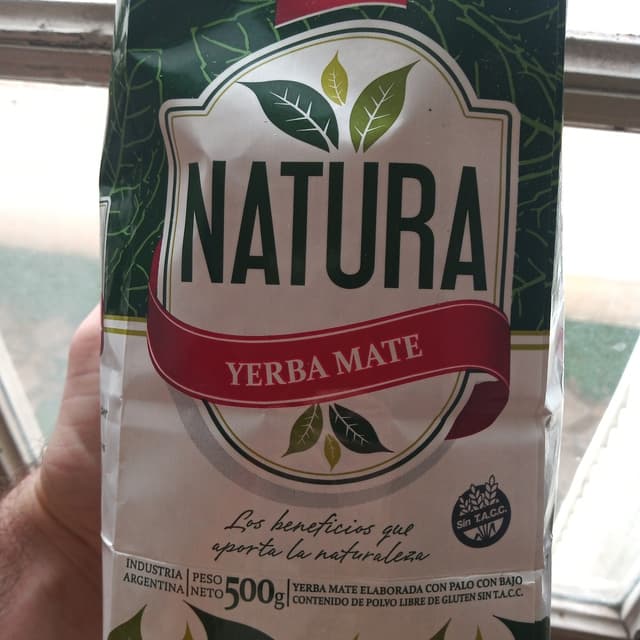 NATURA
YERBA MATE
Los beneficios que
aporta la naturaleza
Sin T.A.C.C.
INDUSTRIA
ARGENTINA
PESO
NETO
500g
YERBA MATE ELABORADA CON PALO CON BAJO
CONTENIDO DE POLVO LIBRE DE GLUTEN SIN T.A.C.C.